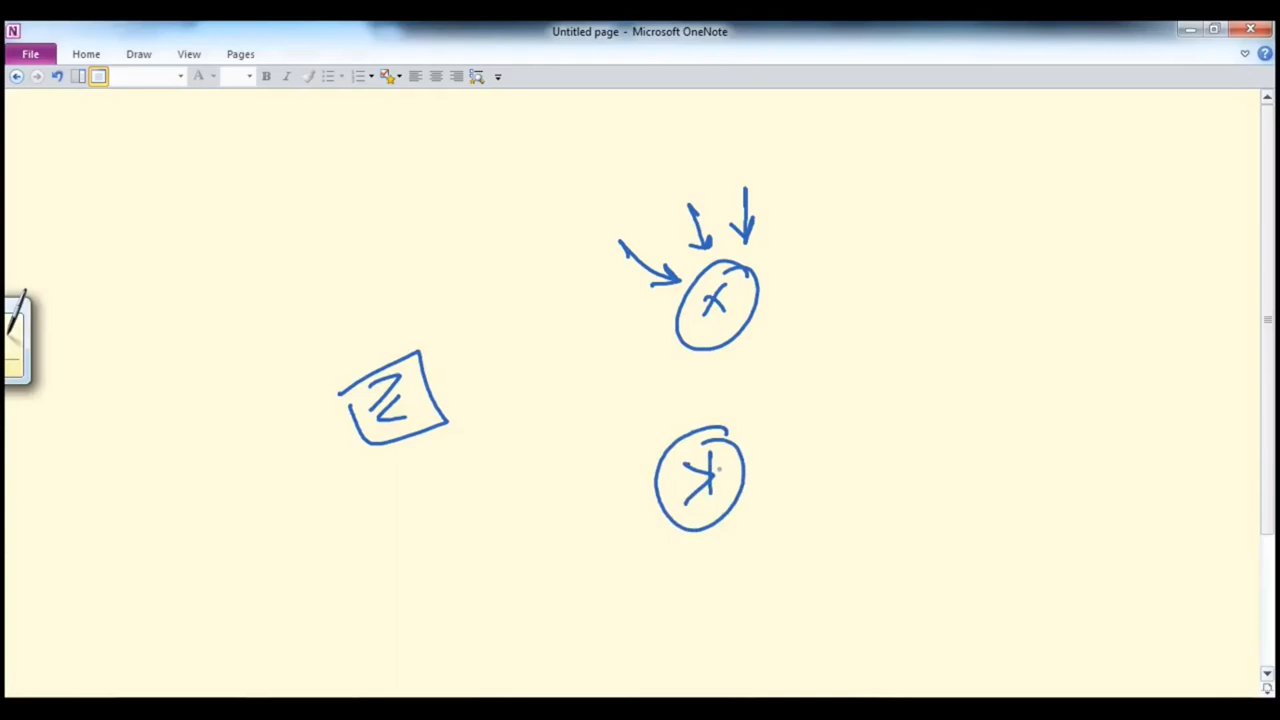 Untitled page - Microsoft OneNote
File Home Draw View Pages
A B I
x